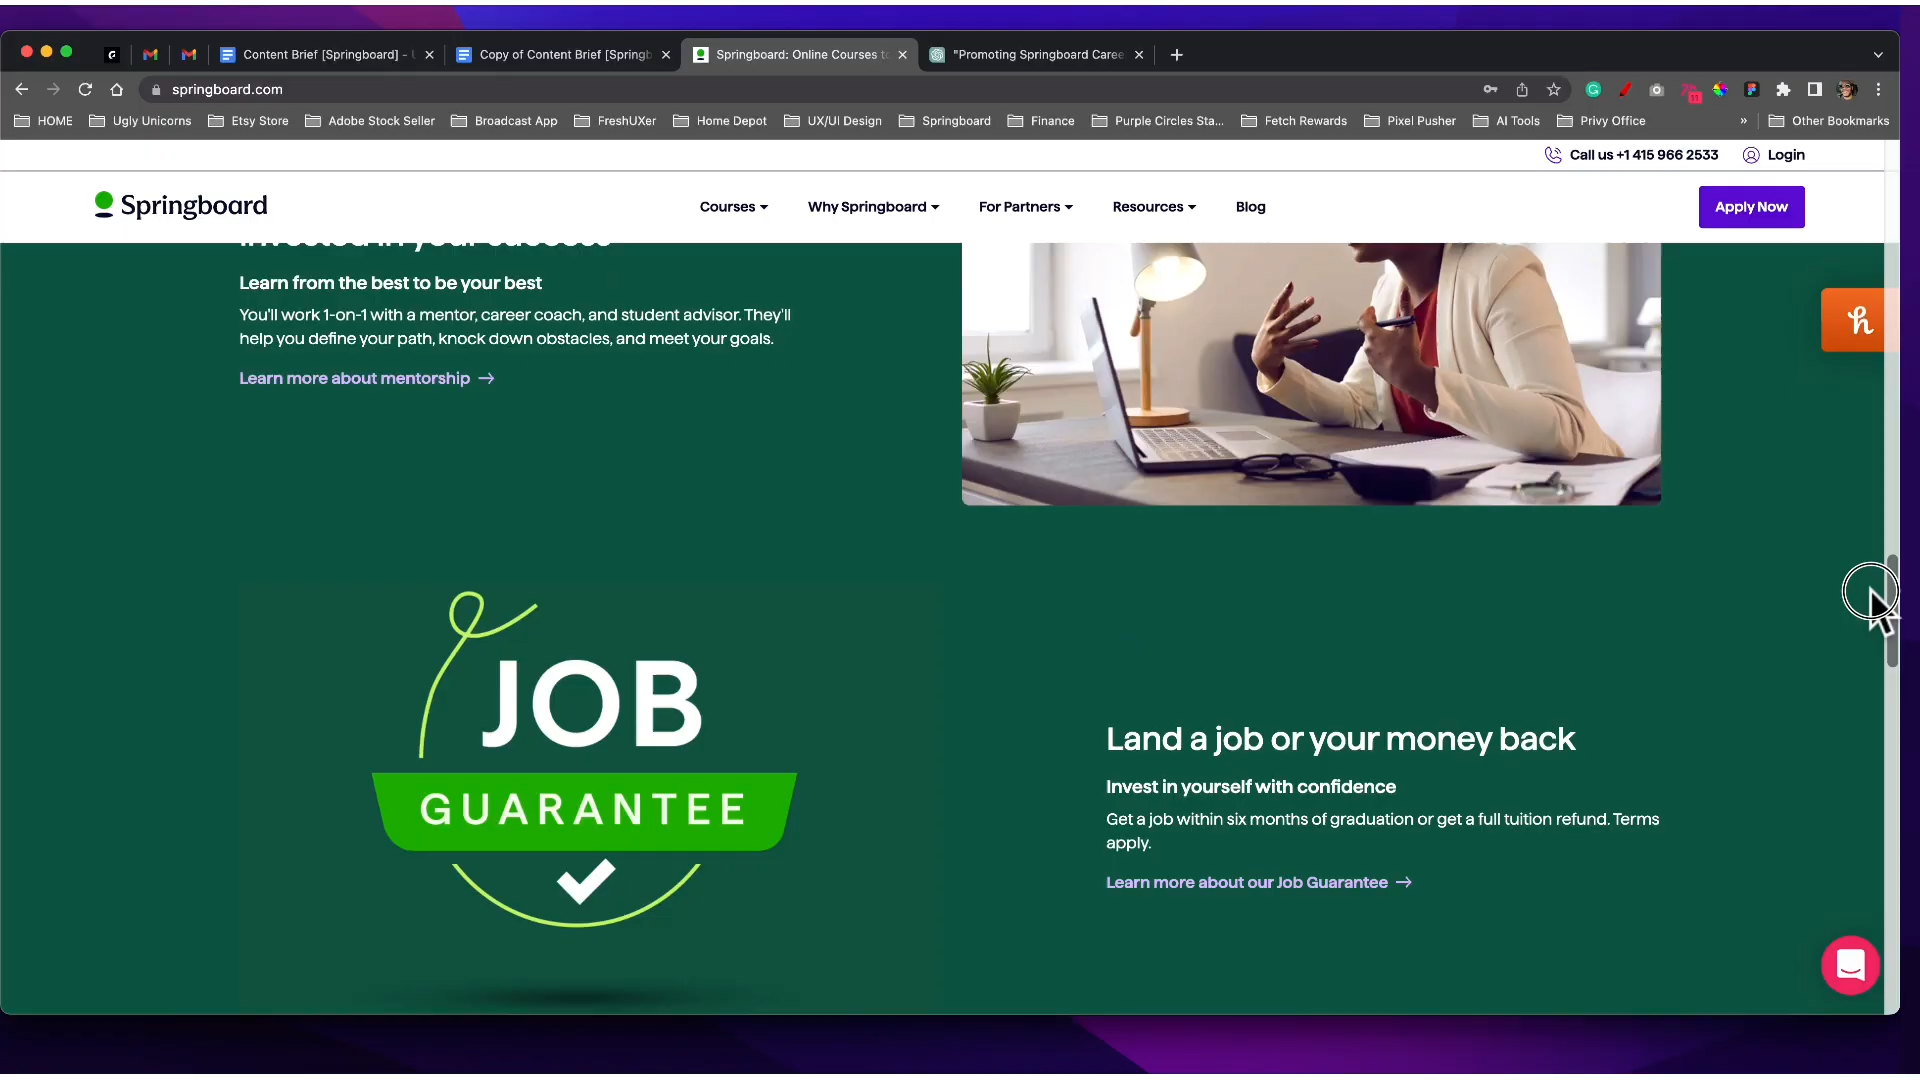 Content Brief [Springboard] - U
Copy of Content Brief [Springb
Springboard: Online Courses to
"Promoting Springboard Caree
springboard.com
HOME
Ugly Unicorns
Etsy Store
Adobe Stock Seller
Broadcast App
FreshUXer
Home Depot
UX/UI Design
Springboard
Finance
Purple Circles Sta...
Fetch Rewards
Pixel Pusher
AI Tools
Privy Office
»
Other Bookmarks
Call us +1 415 966 2533
Login
Springboard
Courses
Why Springboard
For Partners
Resources
Blog
Apply Now
Invested in your success
Learn from the best to be your best
You'll work 1-on-1 with a mentor, career coach, and student advisor. They'll
help you define your path, knock down obstacles, and meet your goals.
Learn more about mentorship →
JOB
GUARANTEE
Land a job or your money back
Invest in yourself with confidence
Get a job within six months of graduation or get a full tuition refund. Terms
apply.
Learn more about our Job Guarantee →